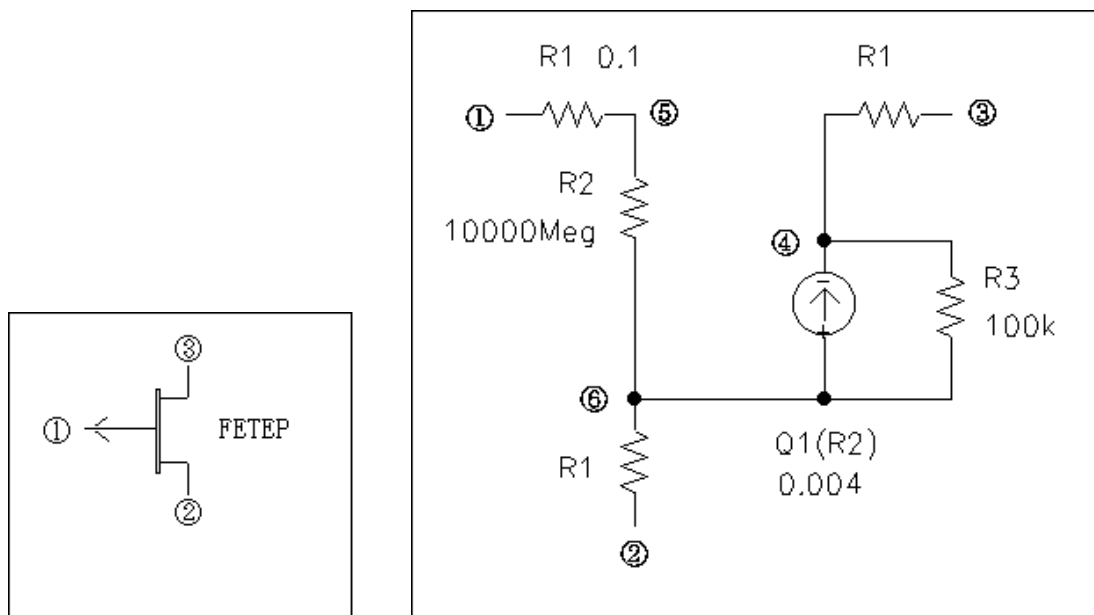 ③
①
FETEP
②
R1 0.1
R1
①
⑤
③
R2
10000Meg
④
-
+
R3
100k
⑥
R1
Q1(R2)
0.004
②